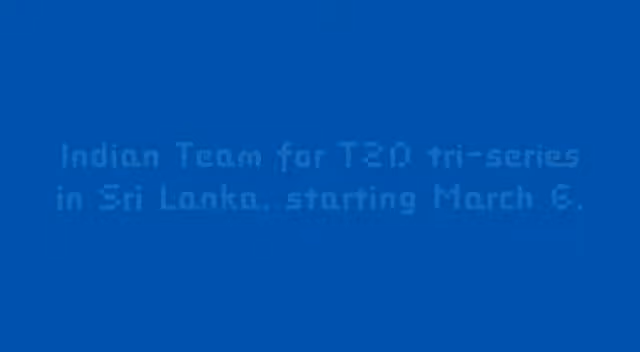 Indian Team for T20 tri-series
in Sri Lanka, starting March 6.